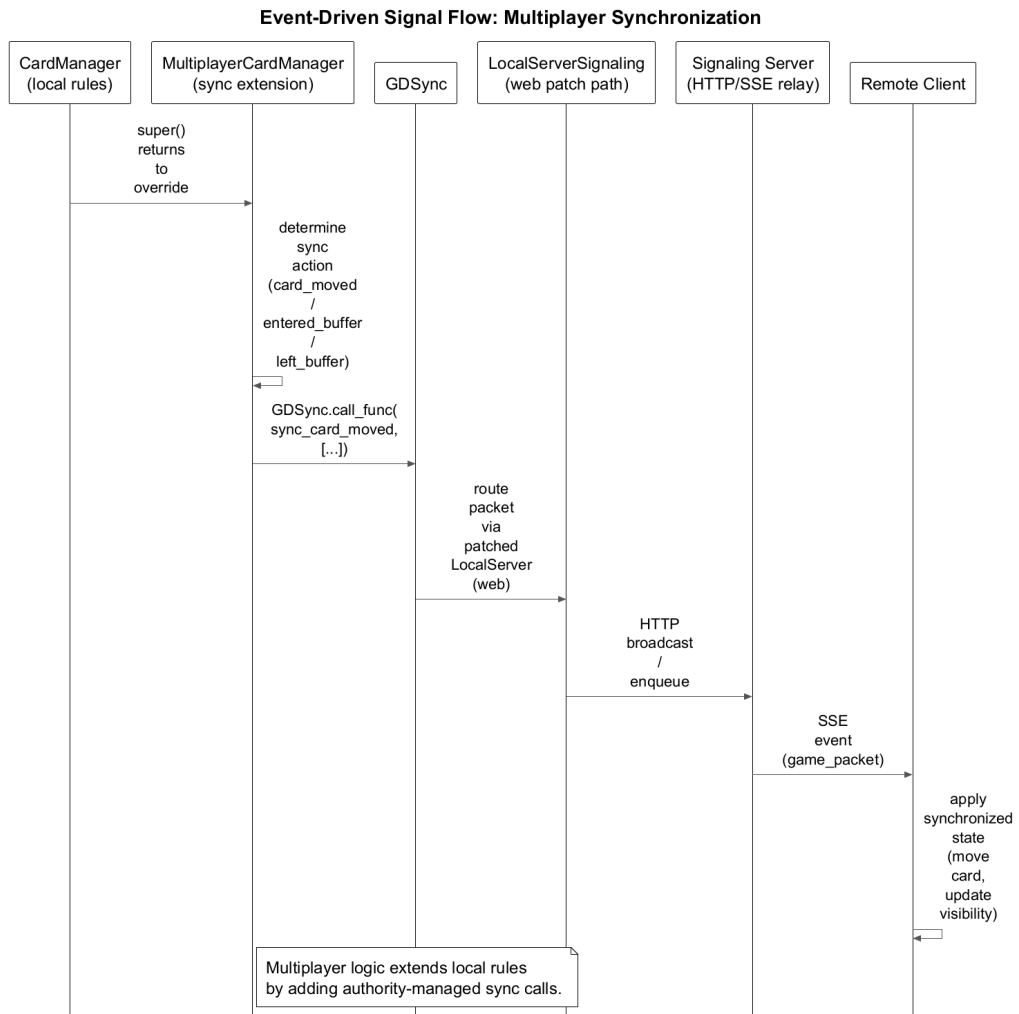 Event-Driven Signal Flow: Multiplayer Synchronization
CardManager
(local rules)
MultiplayerCardManager
(sync extension)
GDSync
LocalServerSignaling
(web patch path)
Signaling Server
(HTTP/SSE relay)
Remote Client
super()
returns
to
override
determine
sync
action
(card_moved
/
entered_buffer
/
left_buffer)
GDSync.call_func(
sync_card_moved,
[...])
route
packet
via
patched
LocalServer
(web)
HTTP
broadcast
/
enqueue
SSE
event
(game_packet)
apply
synchronized
state
(move
card,
update
visibility)
Multiplayer logic extends local rules
by adding authority-managed sync calls.